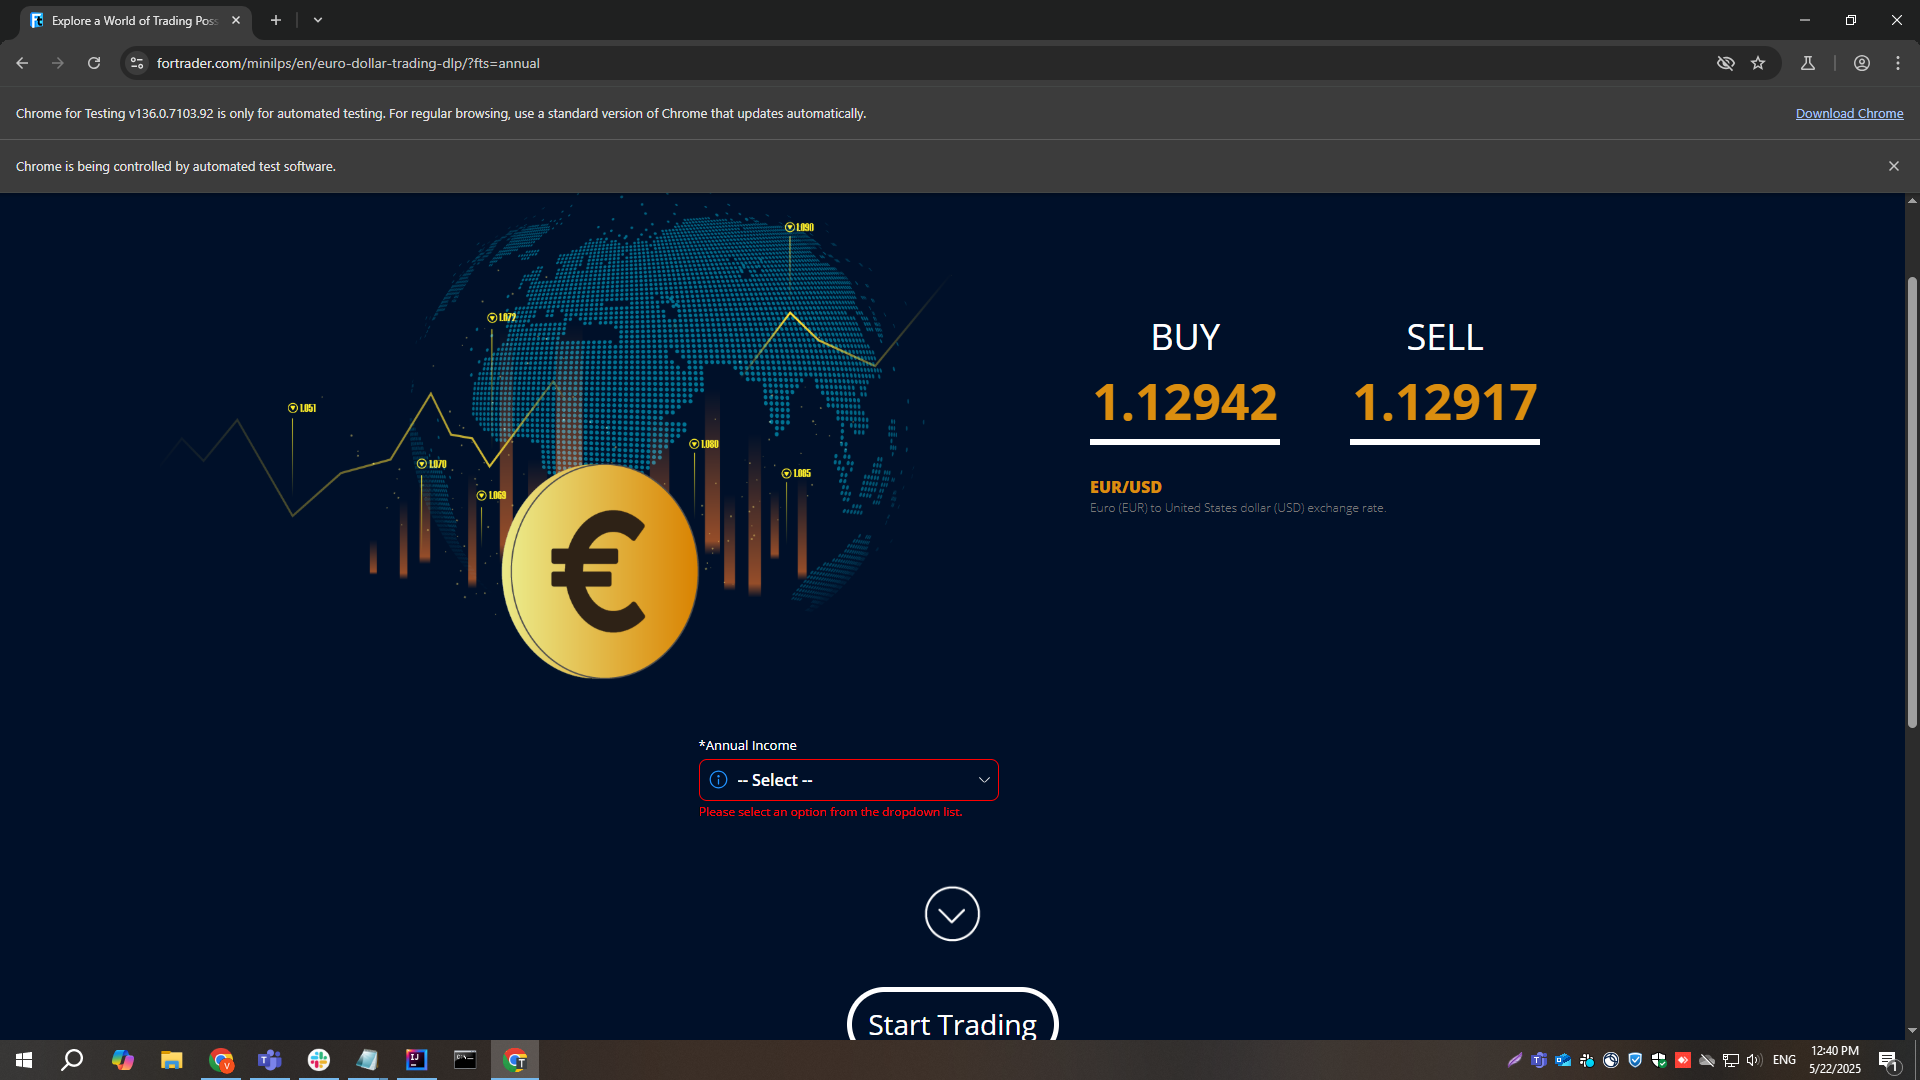 Explore a World of Trading Poss
fortrader.com/minilps/en/euro-dollar-trading-dlp/?fts=annual
Chrome for Testing v136.0.7103.92 is only for automated testing. For regular browsing, use a standard version of Chrome that updates automatically.
Download Chrome
Chrome is being controlled by automated test software.
1.090
1.072
1.051
1.080
1.070
1.085
1.069
BUY
SELL
1.12942
1.12917
EUR/USD
Euro (EUR) to United States dollar (USD) exchange rate.
*Annual Income
-- Select --
Please select an option from the dropdown list.
Start Trading
ENG
12:40 PM
5/22/2025
1